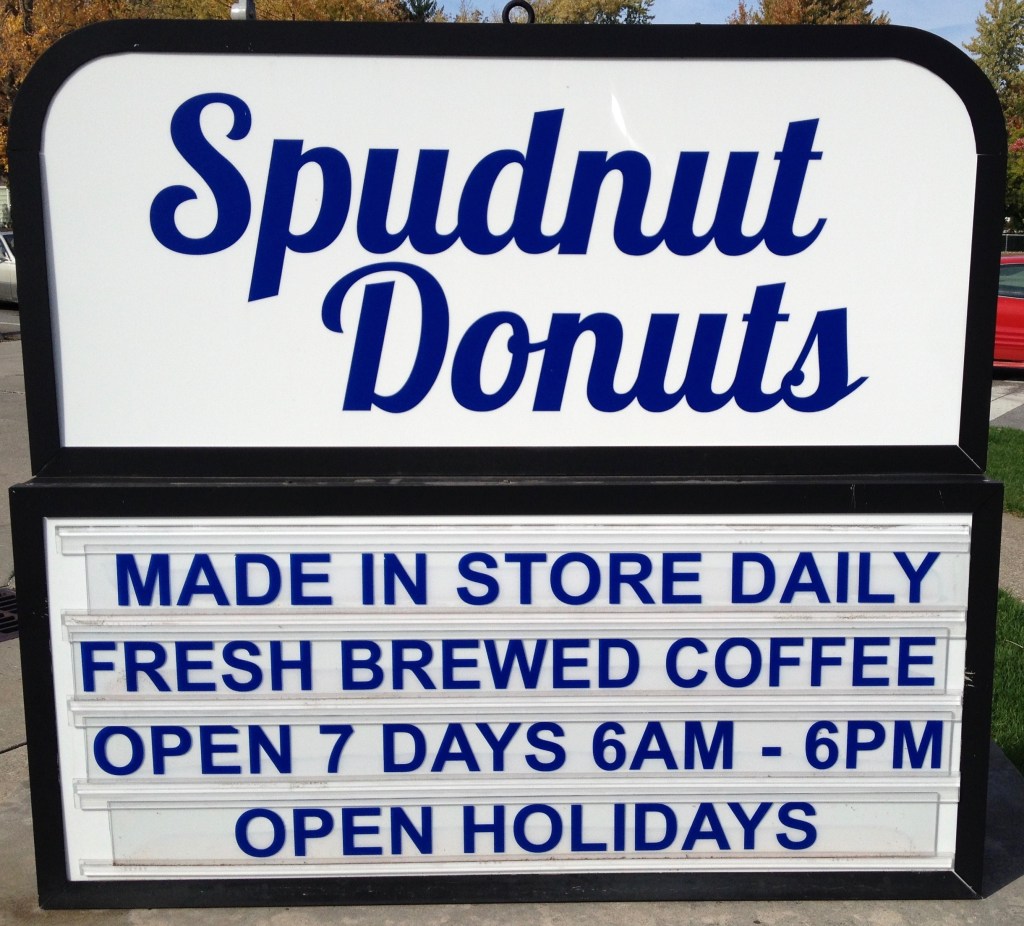 Spudnut
Donuts
MADE IN STORE DAILY
FRESH BREWED COFFEE
OPEN 7 DAYS 6AM - 6PM
OPEN HOLIDAYS